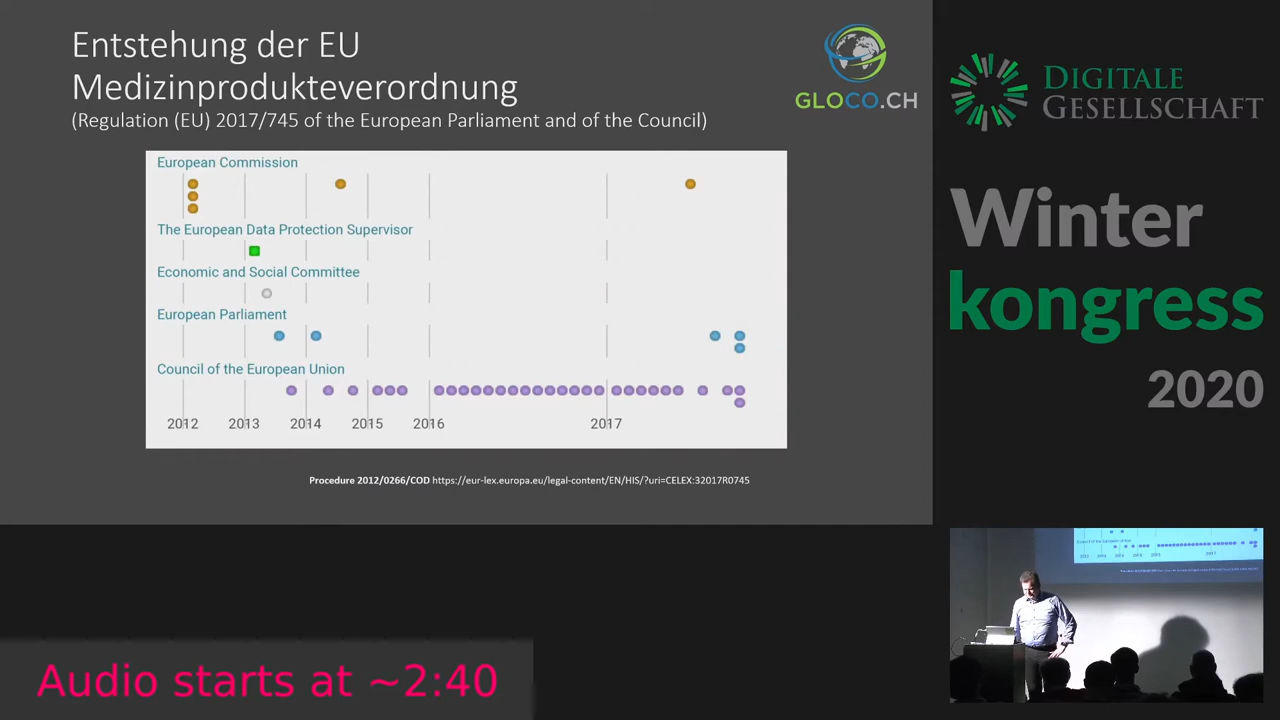 Entstehung der EU
Medizinprodukteverordnung
(Regulation (EU) 2017/745 of the European Parliament and of the Council)
GLOCO.CH
European Commission
The European Data Protection Supervisor
Economic and Social Committee
European Parliament
Council of the European Union
2012 2013 2014 2015 2016 2017
Procedure 2012/0266/COD https://eur-lex.europa.eu/legal-content/EN/HIS/?uri=CELEX:32017R0745
DIGITALE
GESELLSCHAFT
Winter
kongress
2020
Audio starts at ~2:40